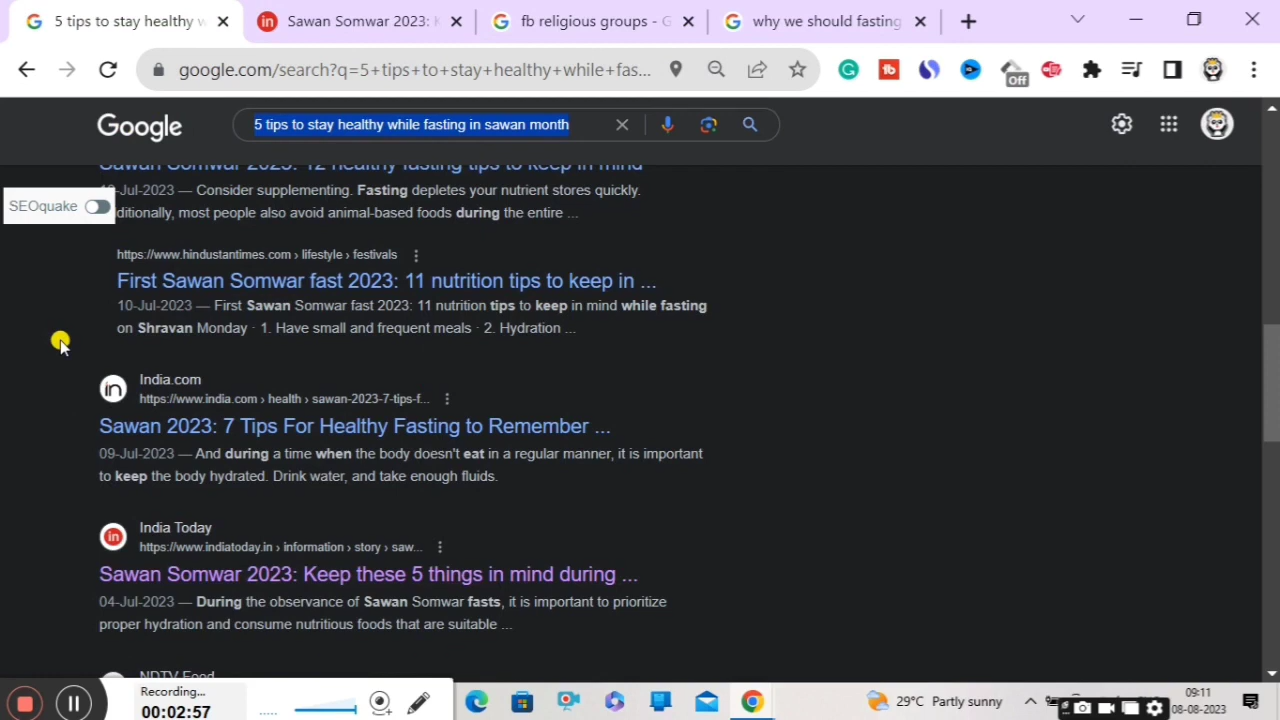 5 tips to stay healthy w
Sawan Somwar 2023: K
fb religious groups - G
why we should fasting
google.com/search?q=5+tips+to+stay+healthy+while+fas...
Off
Google
5 tips to stay healthy while fasting in sawan month
Sawan Somwar 2023: 12 healthy fasting tips to keep in mind
-Jul-2023 — Consider supplementing. Fasting depletes your nutrient stores quickly.
SEOquake
ditionally, most people also avoid animal-based foods during the entire ...
https://www.hindustantimes.com › lifestyle › festivals
First Sawan Somwar fast 2023: 11 nutrition tips to keep in ...
10-Jul-2023 — First Sawan Somwar fast 2023: 11 nutrition tips to keep in mind while fasting
on Shravan Monday · 1. Have small and frequent meals · 2. Hydration ...
India.com
https://www.india.com › health › sawan-2023-7-tips-f...
Sawan 2023: 7 Tips For Healthy Fasting to Remember ...
09-Jul-2023 — And during a time when the body doesn't eat in a regular manner, it is important
to keep the body hydrated. Drink water, and take enough fluids.
India Today
https://www.indiatoday.in › information › story › saw...
Sawan Somwar 2023: Keep these 5 things in mind during ...
04-Jul-2023 — During the observance of Sawan Somwar fasts, it is important to prioritize
proper hydration and consume nutritious foods that are suitable ...
NDTV Food
Recording...
00:02:57
29°C Partly sunny
09:11
08-08-2023